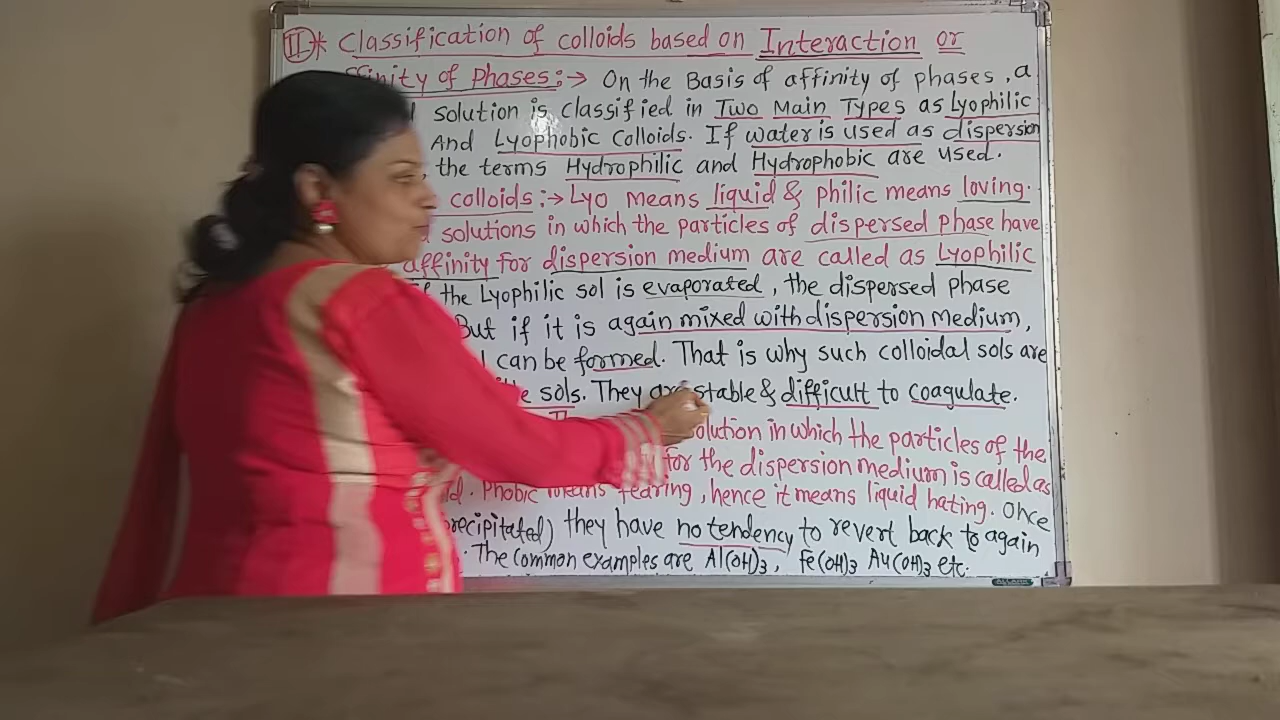 II * Classification of colloids based on Interaction or
ffinity of Phases :→ On the Basis of affinity of phases, a
solution is classified in Two Main Types as Lyophilic
And Lyophobic Colloids. If water is used as dispersion
, the terms Hydrophilic and Hydrophobic are used.
colloids :→ Lyo means liquid & philic means loving.
solutions in which the particles of dispersed phase have
affinity for dispersion medium are called as Lyophilic
the Lyophilic sol is evaporated, the dispersed phase
But if it is again mixed with dispersion Medium,
can be formed. That is why such colloidal sols are
sols. They are stable & difficult to coagulate.
solution in which the particles of the
for the dispersion medium is called as
Phobic means fearing, hence it means liquid hating. Once
recipitated) they have no tendency to revert back to again
. The common examples are Al(OH)3, Fe(OH)3 Au(OH)3 etc.